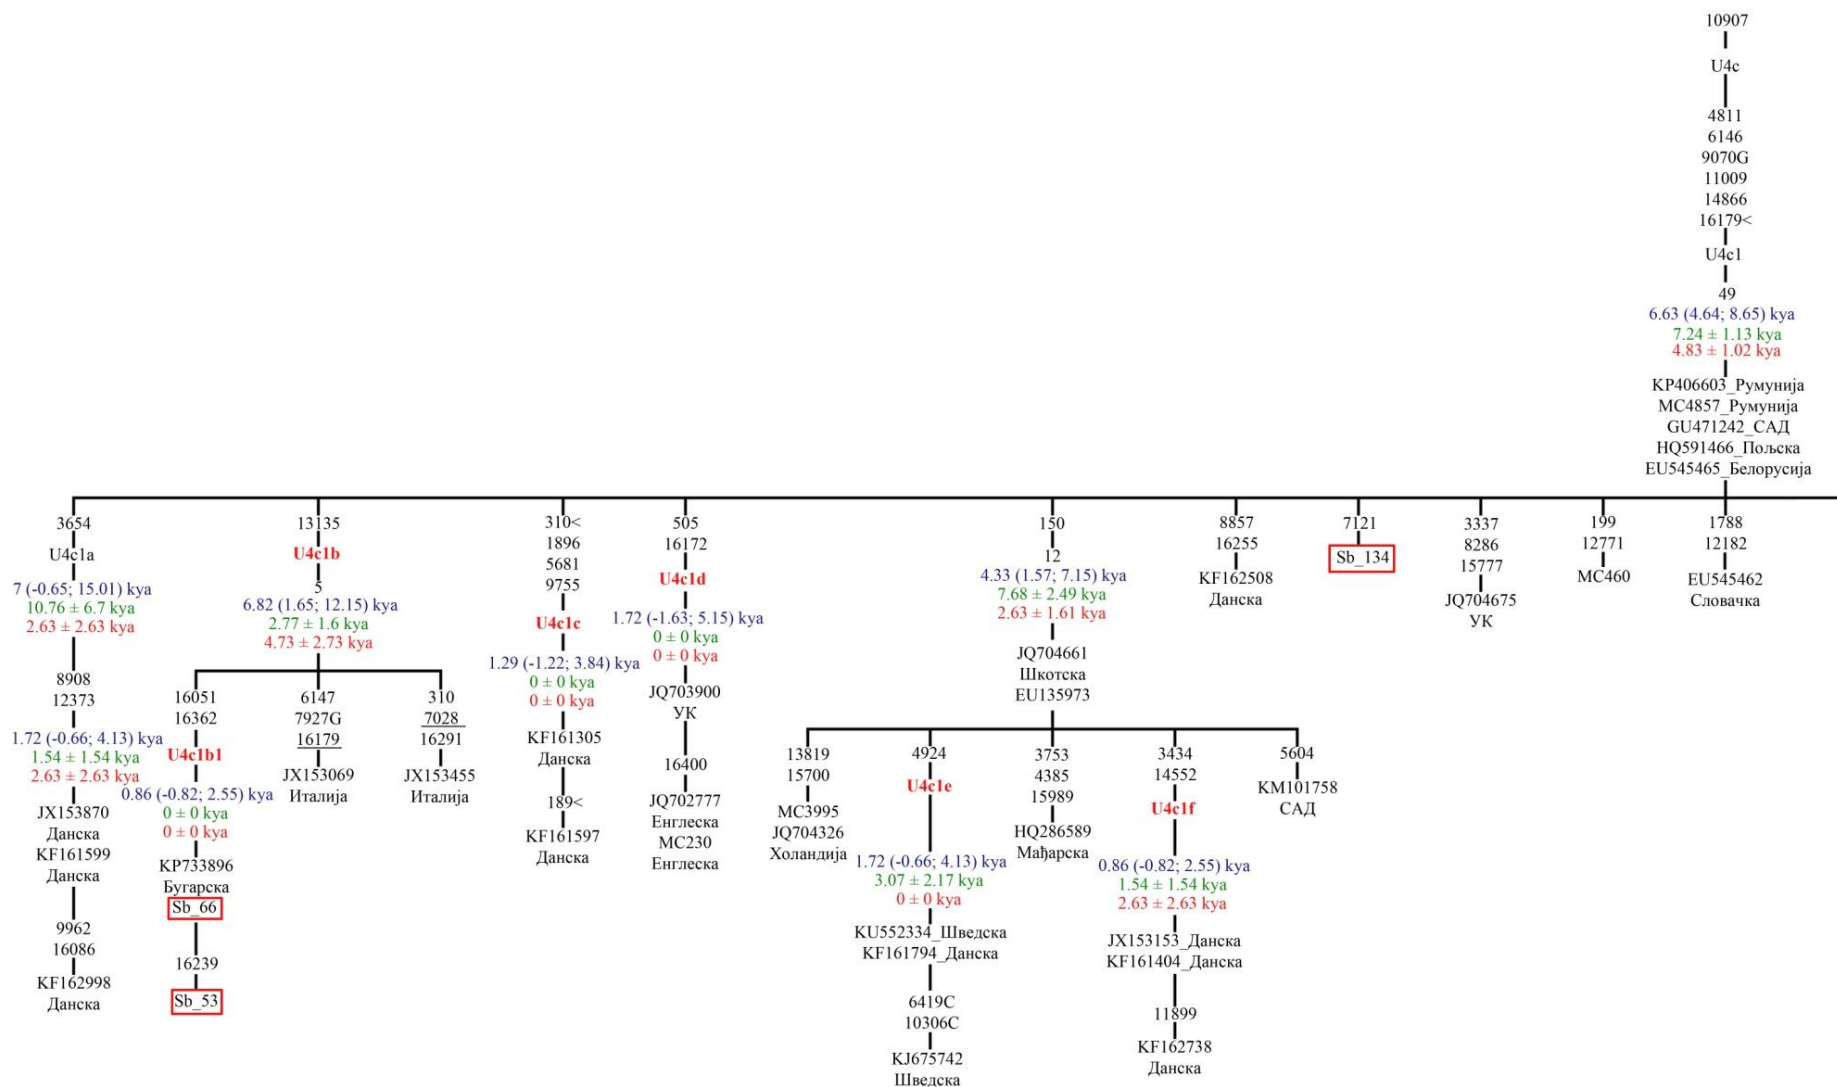 10907
U4c
4811
6146
9070G
11009
14866
16179<
U4c1
49
6.63 (4.64; 8.65) kya
7.24 ± 1.13 kya
4.83 ± 1.02 kya
KP406603_Румунија
MC4857_Румунија
GU471242_САД
HQ591466_Пољска
EU545465_Белорусија
3654
U4c1a
7 (-0.65; 15.01) kya
10.76 ± 6.7 kya
2.63 ± 2.63 kya
8908
12373
1.72 (-0.66; 4.13) kya
1.54 ± 1.54 kya
2.63 ± 2.63 kya
JX153870
Данска
KF161599
Данска
9962
16086
KF162998
Данска
13135
U4c1b
5
6.82 (1.65; 12.15) kya
2.77 ± 1.6 kya
4.73 ± 2.73 kya
16051
16362
U4c1b1
0.86 (-0.82; 2.55) kya
0 ± 0 kya
0 ± 0 kya
KP733896
Бугарска
Sb_66
16239
Sb_53
6147
7927G
16179
JX153069
Италија
310
7028
16291
JX153455
Италија
310<
1896
5681
9755
U4c1c
1.29 (-1.22; 3.84) kya
0 ± 0 kya
0 ± 0 kya
KF161305
Данска
189<
KF161597
Данска
505
16172
U4c1d
1.72 (-1.63; 5.15) kya
0 ± 0 kya
0 ± 0 kya
JQ703900
УК
16400
JQ702777
Енглеска
MC230
Енглеска
150
12
4.33 (1.57; 7.15) kya
7.68 ± 2.49 kya
2.63 ± 1.61 kya
JQ704661
Шкотска
EU135973
13819
15700
MC3995
JQ704326
Холандија
4924
U4c1e
1.72 (-0.66; 4.13) kya
3.07 ± 2.17 kya
0 ± 0 kya
KU552334_Шведска
KF161794_Данска
6419C
10306C
KJ675742
Шведска
3753
4385
15989
HQ286589
Мађарска
3434
14552
U4c1f
0.86 (-0.82; 2.55) kya
1.54 ± 1.54 kya
2.63 ± 2.63 kya
JX153153_Данска
KF161404_Данска
11899
KF162738
Данска
5604
KM101758
САД
8857
16255
KF162508
Данска
7121
Sb_134
3337
8286
15777
JQ704675
УК
199
12771
MC460
1788
12182
EU545462
Словачка